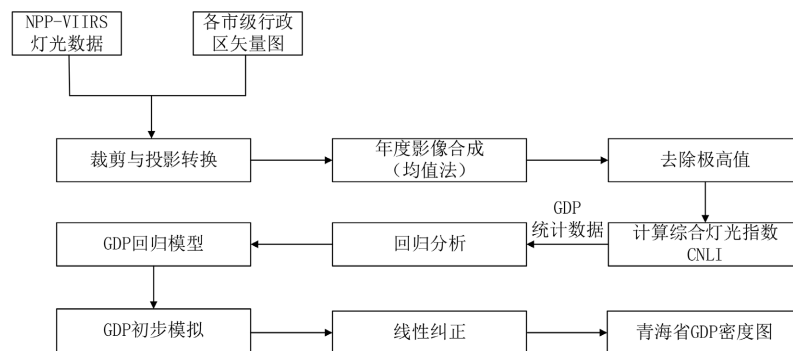 NPP-VIIRS
灯光数据
各市级行政
区矢量图
裁剪与投影转换
年度影像合成
（均值法）
去除极高值
计算综合灯光指数
CNLI
GDP
统计数据
回归分析
GDP回归模型
GDP初步模拟
线性纠正
青海省GDP密度图